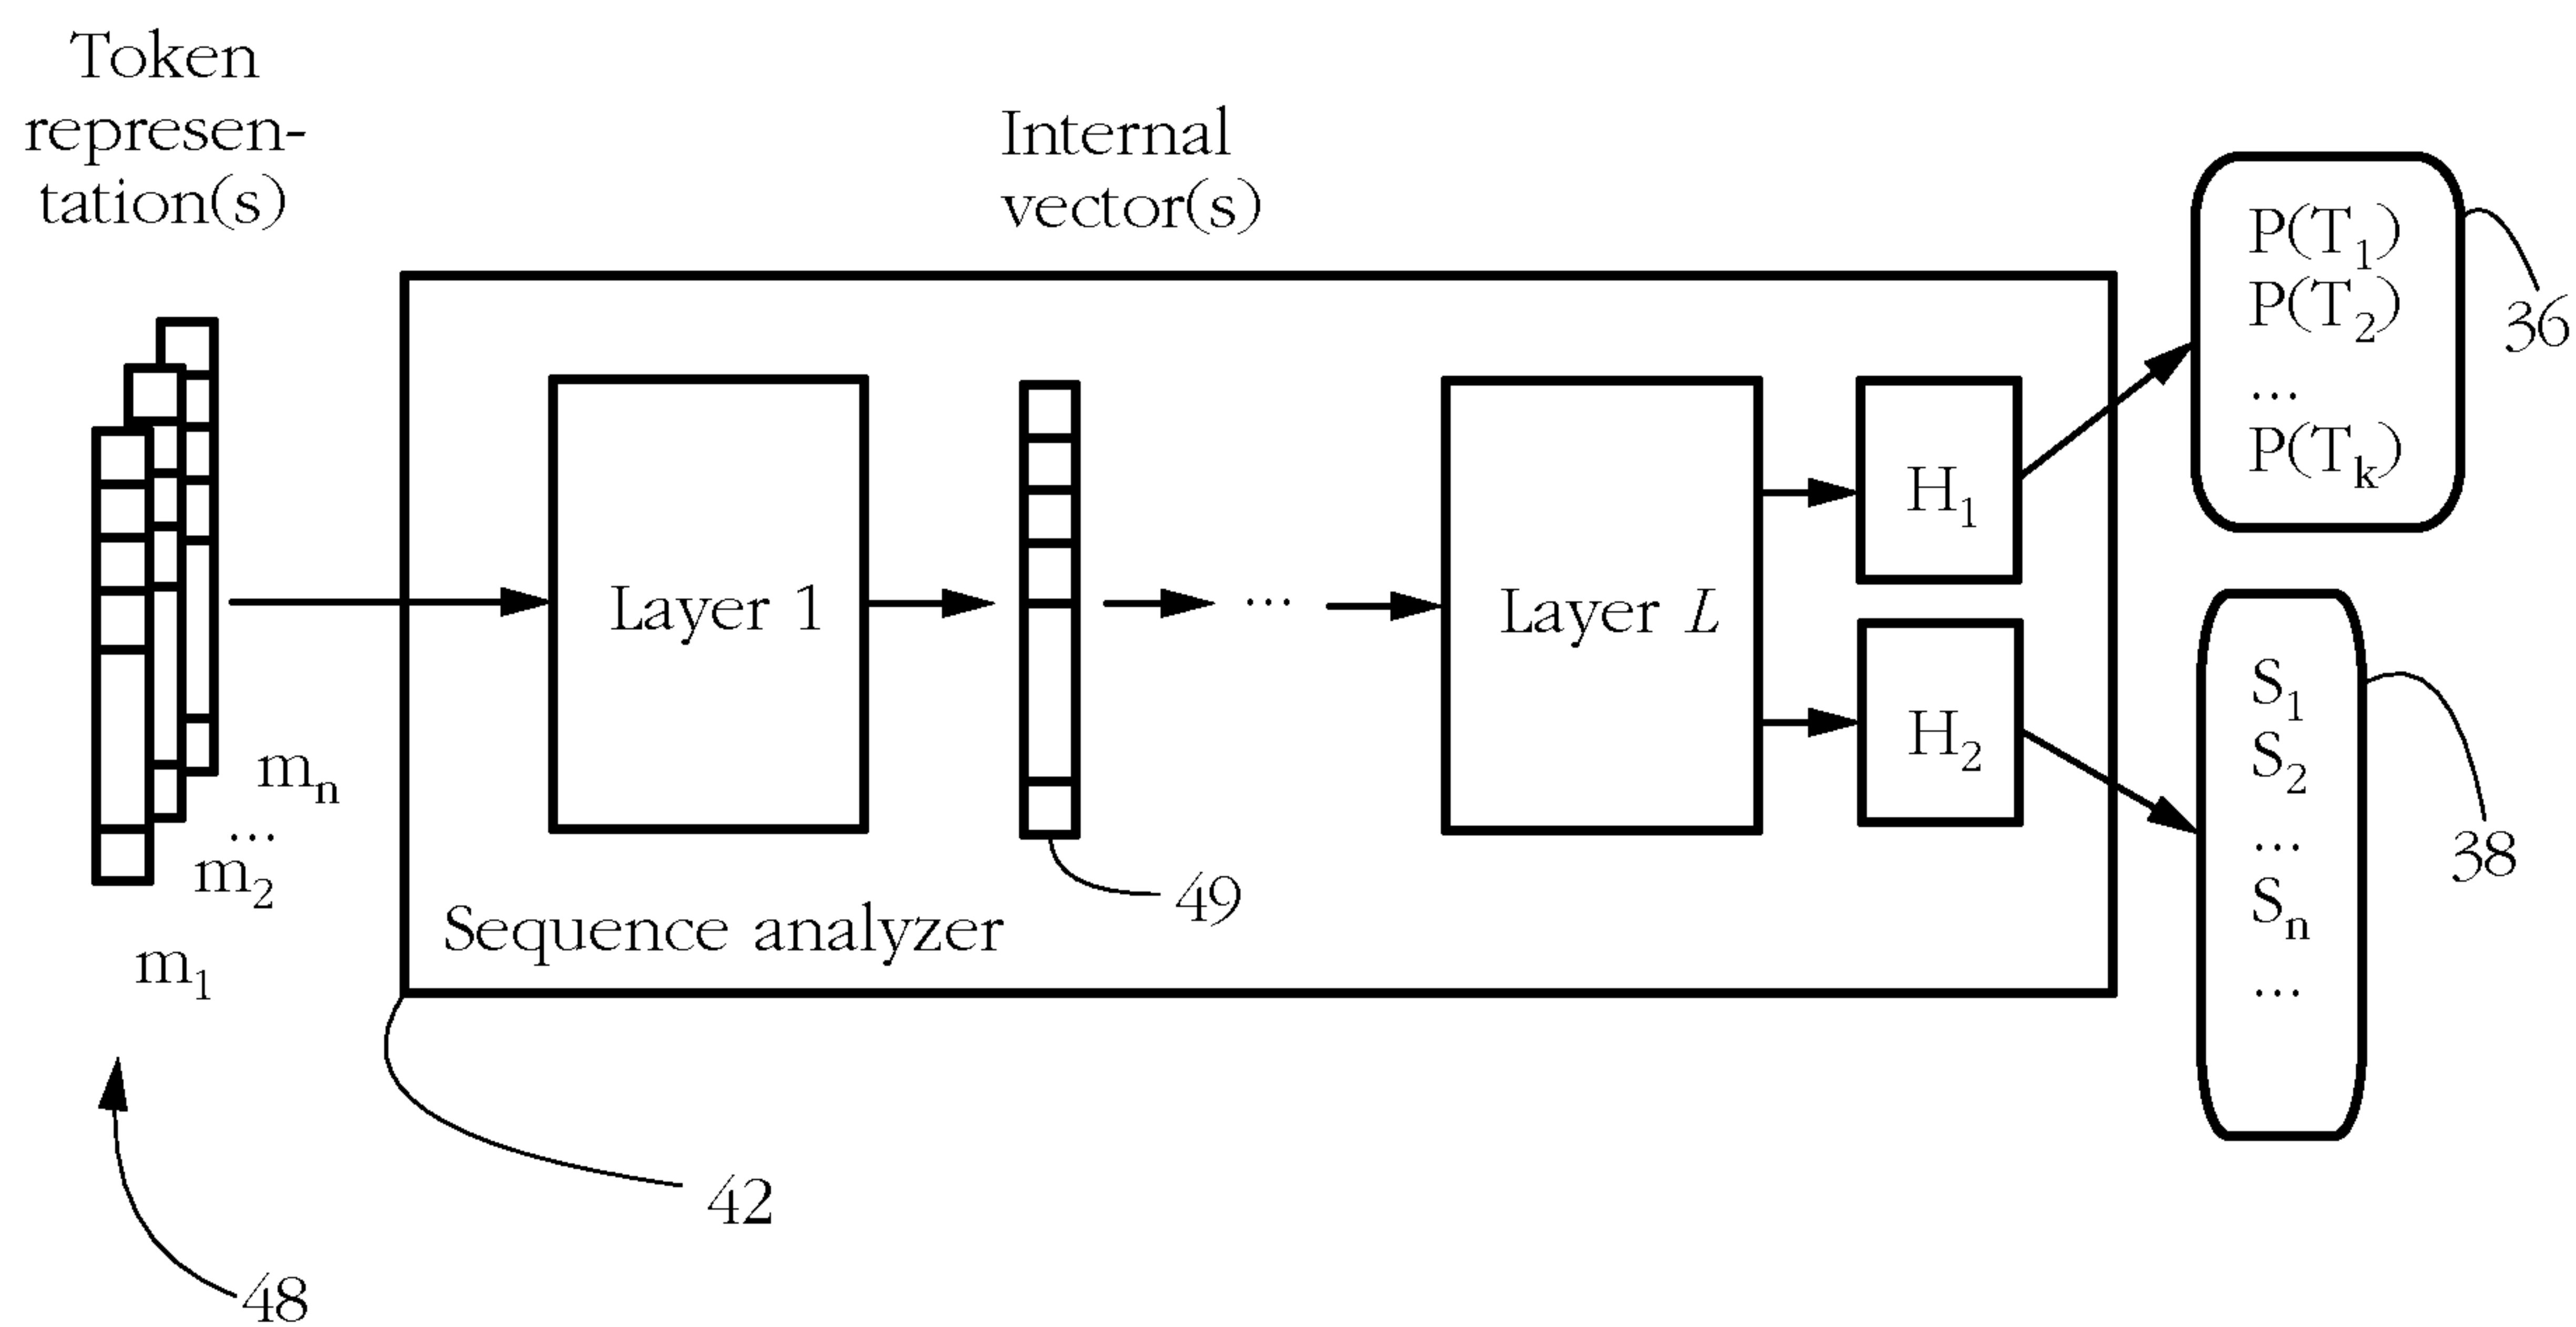 Token
represen-
tation(s)
Internal
vector(s)
P(T1)
P(T2)
...
P(Tk)
36
H1
Layer 1
...
Layer L
H2
S1
S2
...
Sn
...
38
mn
...
m2
m1
49
Sequence analyzer
42
48